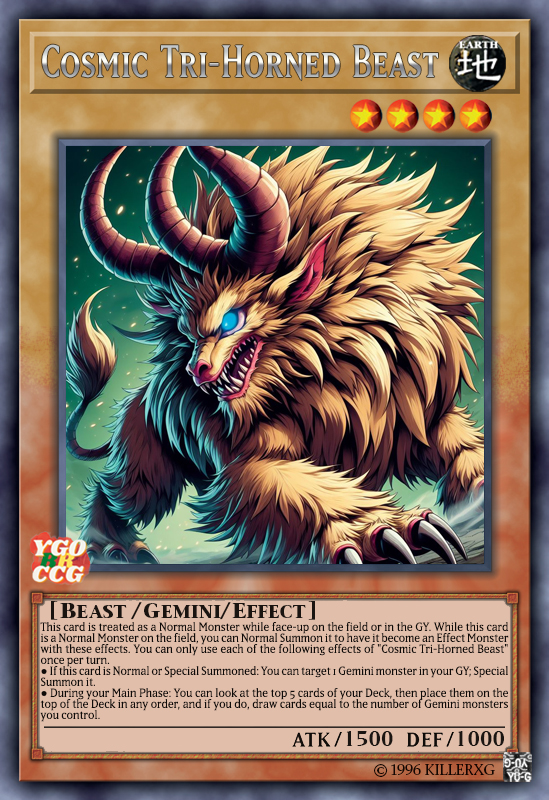 Cosmic Tri-Horned Beast
EARTH
地
YGO
BR
CCG
[Beast /Gemini/Effect]
This card is treated as a Normal Monster while face-up on the field or in the GY. While this card
is a Normal Monster on the field, you can Normal Summon it to have it become an Effect Monster
with these effects. You can only use each of the following effects of "Cosmic Tri-Horned Beast"
once per turn.
● If this card is Normal or Special Summoned: You can target 1 Gemini monster in your GY; Special
Summon it.
● During your Main Phase: You can look at the top 5 cards of your Deck, then place them on the
top of the Deck in any order, and if you do, draw cards equal to the number of Gemini monsters
you control.
ATK/1500 DEF/1000
© 1996 KILLERXG